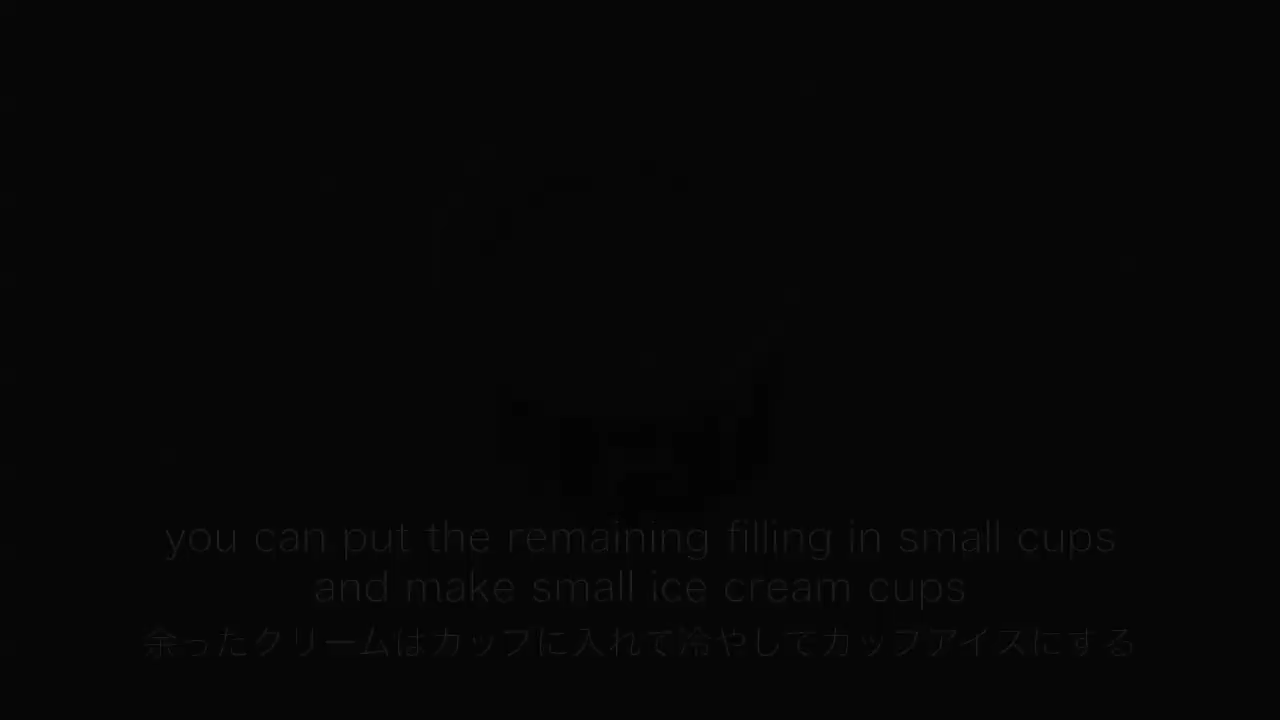 you can put the remaining filling in small cups
and make small ice cream cups
余ったクリームはカップに入れて冷やしてカップアイスにする